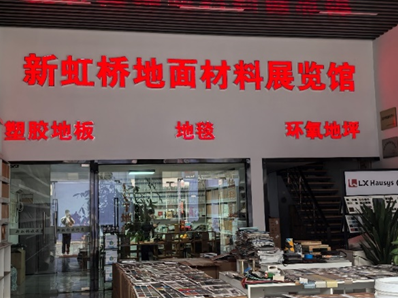 新虹桥地面材料展览馆
塑胶地板 地毯 环氧地坪
LX Hausys